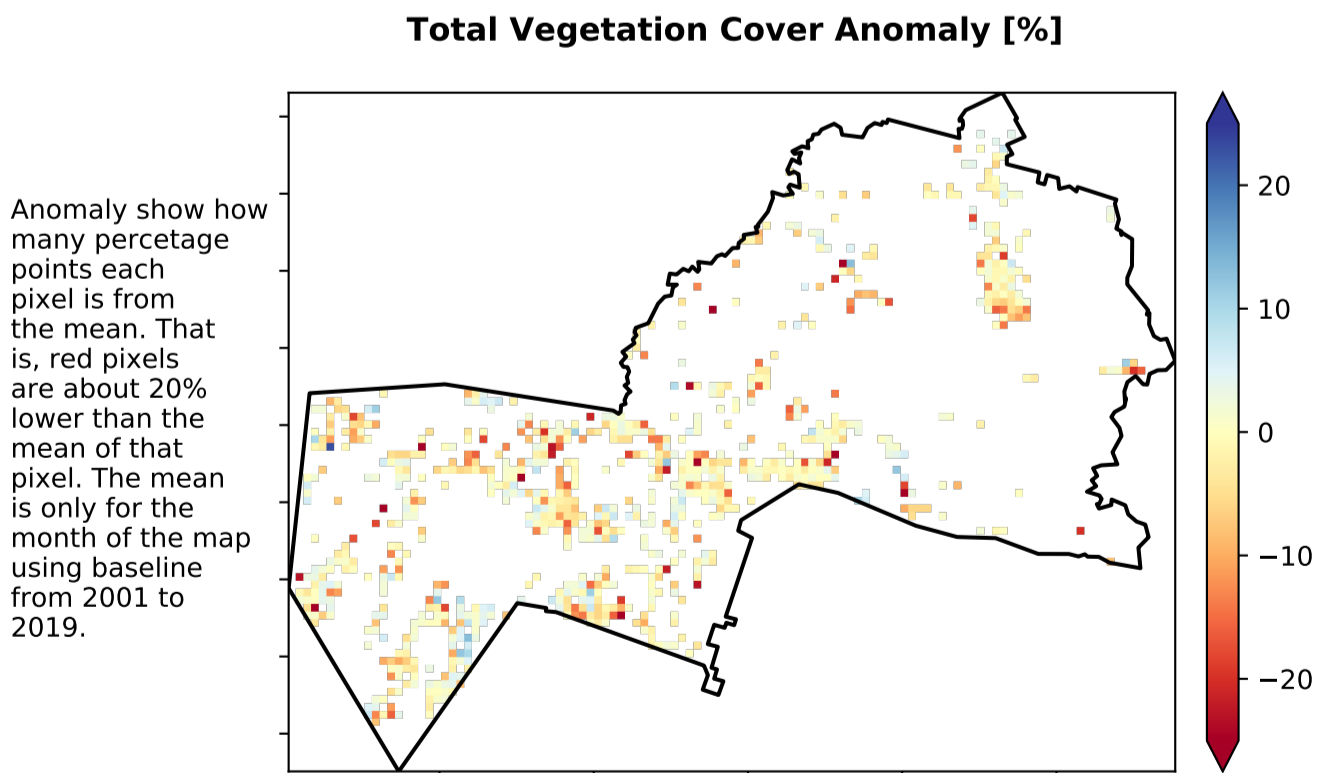 Total Vegetation Cover Anomaly [%]
Anomaly show how
many percetage
points each
pixel is from
the mean. That
is, red pixels
are about 20%
lower than the
mean of that
pixel. The mean
is only for the
month of the map
using baseline
from 2001 to
2019.
20
10
0
−10
−20